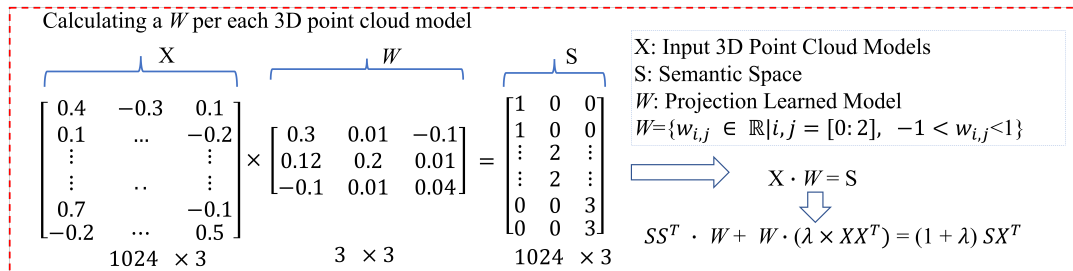 Calculating a W per each 3D point cloud model
X W S
0.4 −0.3 0.1
0.1 ... −0.2
⋮ ⋮
⋮ .. ⋮
0.7 −0.1
−0.2 ... 0.5
1024 × 3
×
0.3 0.01 −0.1
0.12 0.2 0.01
−0.1 0.01 0.04
3 × 3
=
1 0 0
1 0 0
⋮ 2 ⋮
⋮ 2 ⋮
0 0 3
0 0 3
1024 × 3
X: Input 3D Point Cloud Models
S: Semantic Space
W: Projection Learned Model
W={w_{i,j} ∈ ℝ|i, j = [0: 2], −1 < w_{i,j}<1}
X · W = S
SS^T · W + W·(λ × XX^T) = (1 + λ) SX^T